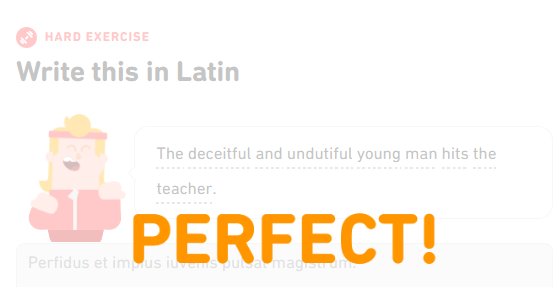 HARD EXERCISE
Write this in Latin
The deceitful and undutiful young man hits the
teacher.
PERFECT!
Perfidus et impius iuvenis pulsat magistrum.